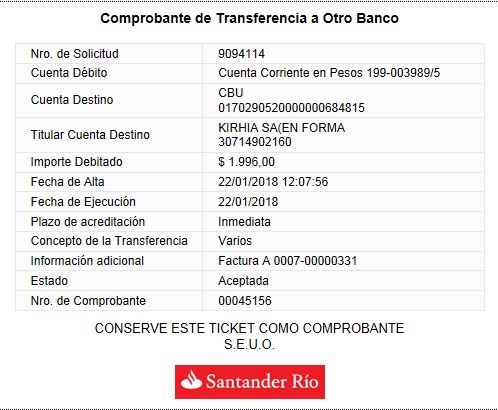 Comprobante de Transferencia a Otro Banco
Nro. de Solicitud 9094114
Cuenta Débito Cuenta Corriente en Pesos 199-003989/5
Cuenta Destino CBU
0170290520000000684815
Titular Cuenta Destino KIRHIA SA(EN FORMA
30714902160
Importe Debitado $ 1.996,00
Fecha de Alta 22/01/2018 12:07:56
Fecha de Ejecución 22/01/2018
Plazo de acreditación Inmediata
Concepto de la Transferencia Varios
Información adicional Factura A 0007-00000331
Estado Aceptada
Nro. de Comprobante 00045156
CONSERVE ESTE TICKET COMO COMPROBANTE
S.E.U.O.
Santander Río